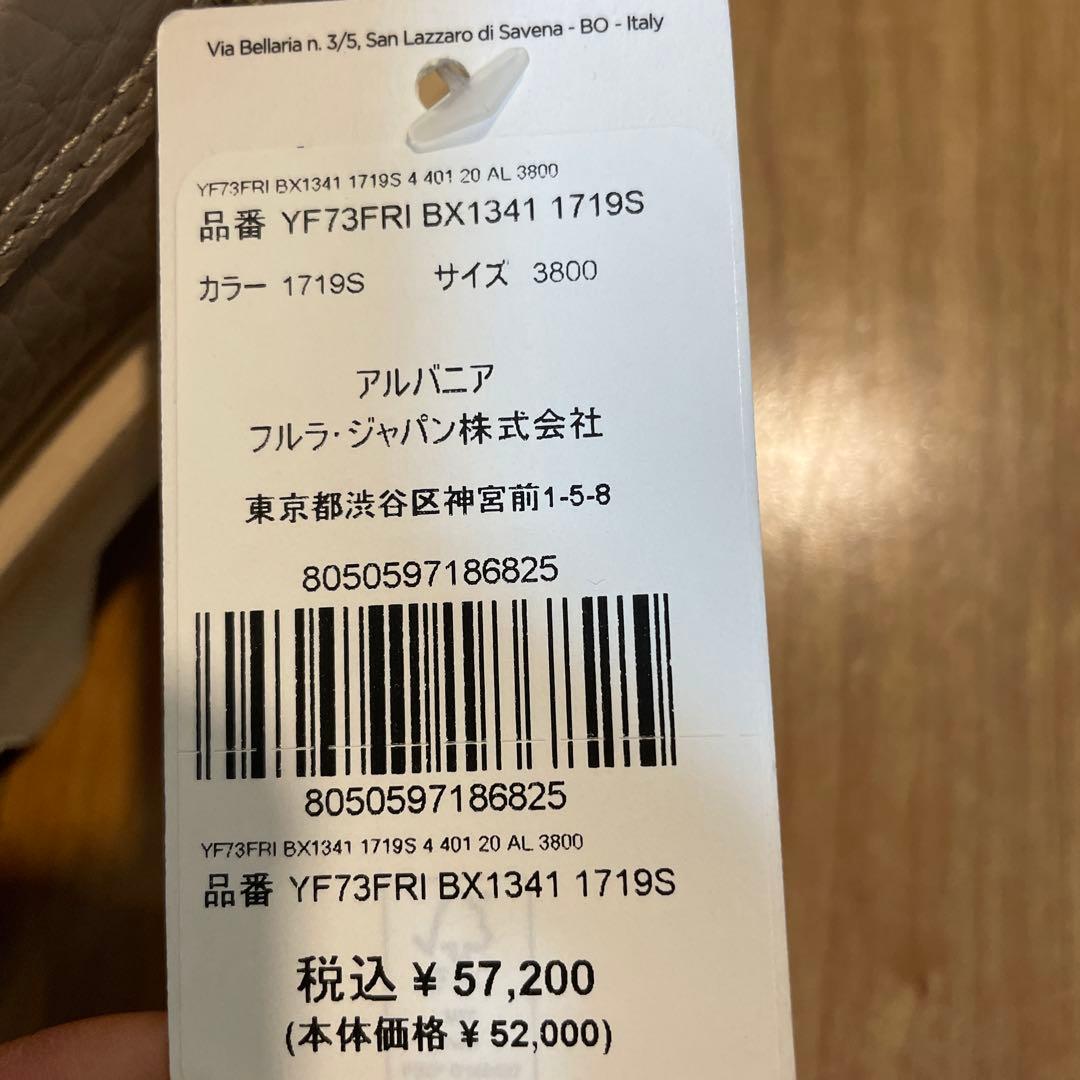 Via Bellaria n. 3/5, San Lazzaro di Savena - BO - Italy
YF73FRI BX1341 1719S 4 401 20 AL 3800
品番 YF73FRI BX1341 1719S
カラー 1719S サイズ 3800
アルバニア
フルラ・ジャパン株式会社
東京都渋谷区神宮前1-5-8
8050597186825
8050597186825
YF73FRI BX1341 1719S 4 401 20 AL 3800
品番 YF73FRI BX1341 1719S
税込 ¥ 57,200
(本体価格 ¥ 52,000)